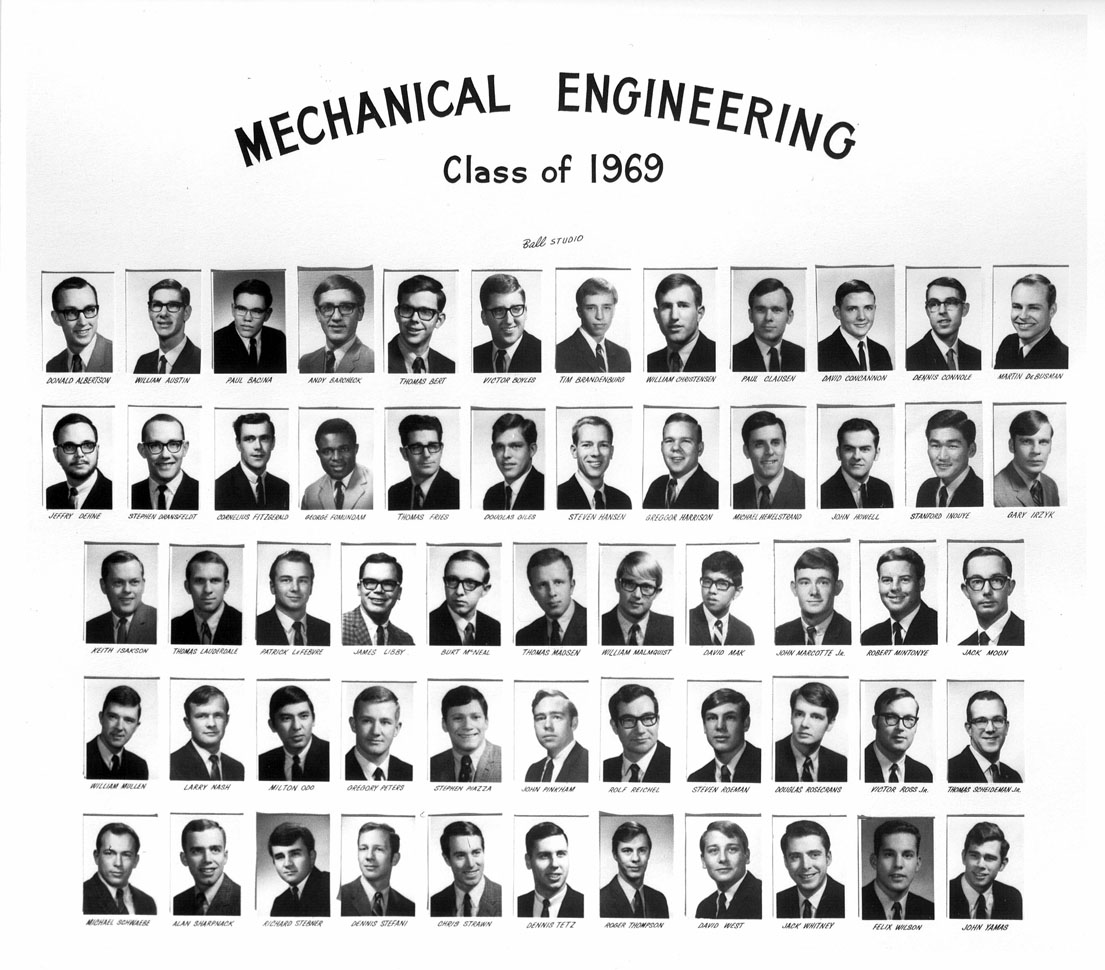 MECHANICAL ENGINEERING
Class of 1969
Ball STUDIO
DONALD ALBERTSON WILLIAM AUSTIN PAUL BACINA ANDY BARCHECK THOMAS BERT VICTOR BOYLES TIM BRANDENBURG WILLIAM CHRISTENSEN PAUL CLAUSEN DAVID CONCANNON DENNIS CONNOLE MARTIN DeBUSMAN
JEFFRY DEHNE STEPHEN DRANSFELDT CORNELIUS FITZGERALD GEORGE FOMUNDAM THOMAS FRIES DOUGLAS GILES STEVEN HANSEN GREGGOR HARRISON MICHAEL HEMELSTRAND JOHN HIWELL STANFORD INOUYE GARY IRZYK
KEITH ISAKSON THOMAS LAUDERDALE PATRICK LeFEBVRE JAMES LIBBY BURT McNEAL THOMAS MADSEN WILLIAM MALMQUIST DAVID MAK JOHN MARCOTTE Jr. ROBERT MINTONYE JACK MOON
WILLIAM MULLEN LARRY NASH MILTON ODO GREGORY PETERS STEPHEN PIAZZA JOHN PINKHAM ROLF REICHEL STEVEN ROEMAN DOUGLAS ROSECRANS VICTOR ROSS Jr. THOMAS SCHEIDEMAN Jr.
MICHAEL SCHWAEBE ALAN SHARPNACK RICHARD STEBNER DENNIS STEFANI CHRIS STRAWN DENNIS TETZ ROGER THOMPSON DAVID WEST JACK WHITNEY FELIX WILSON JOHN YAMAS